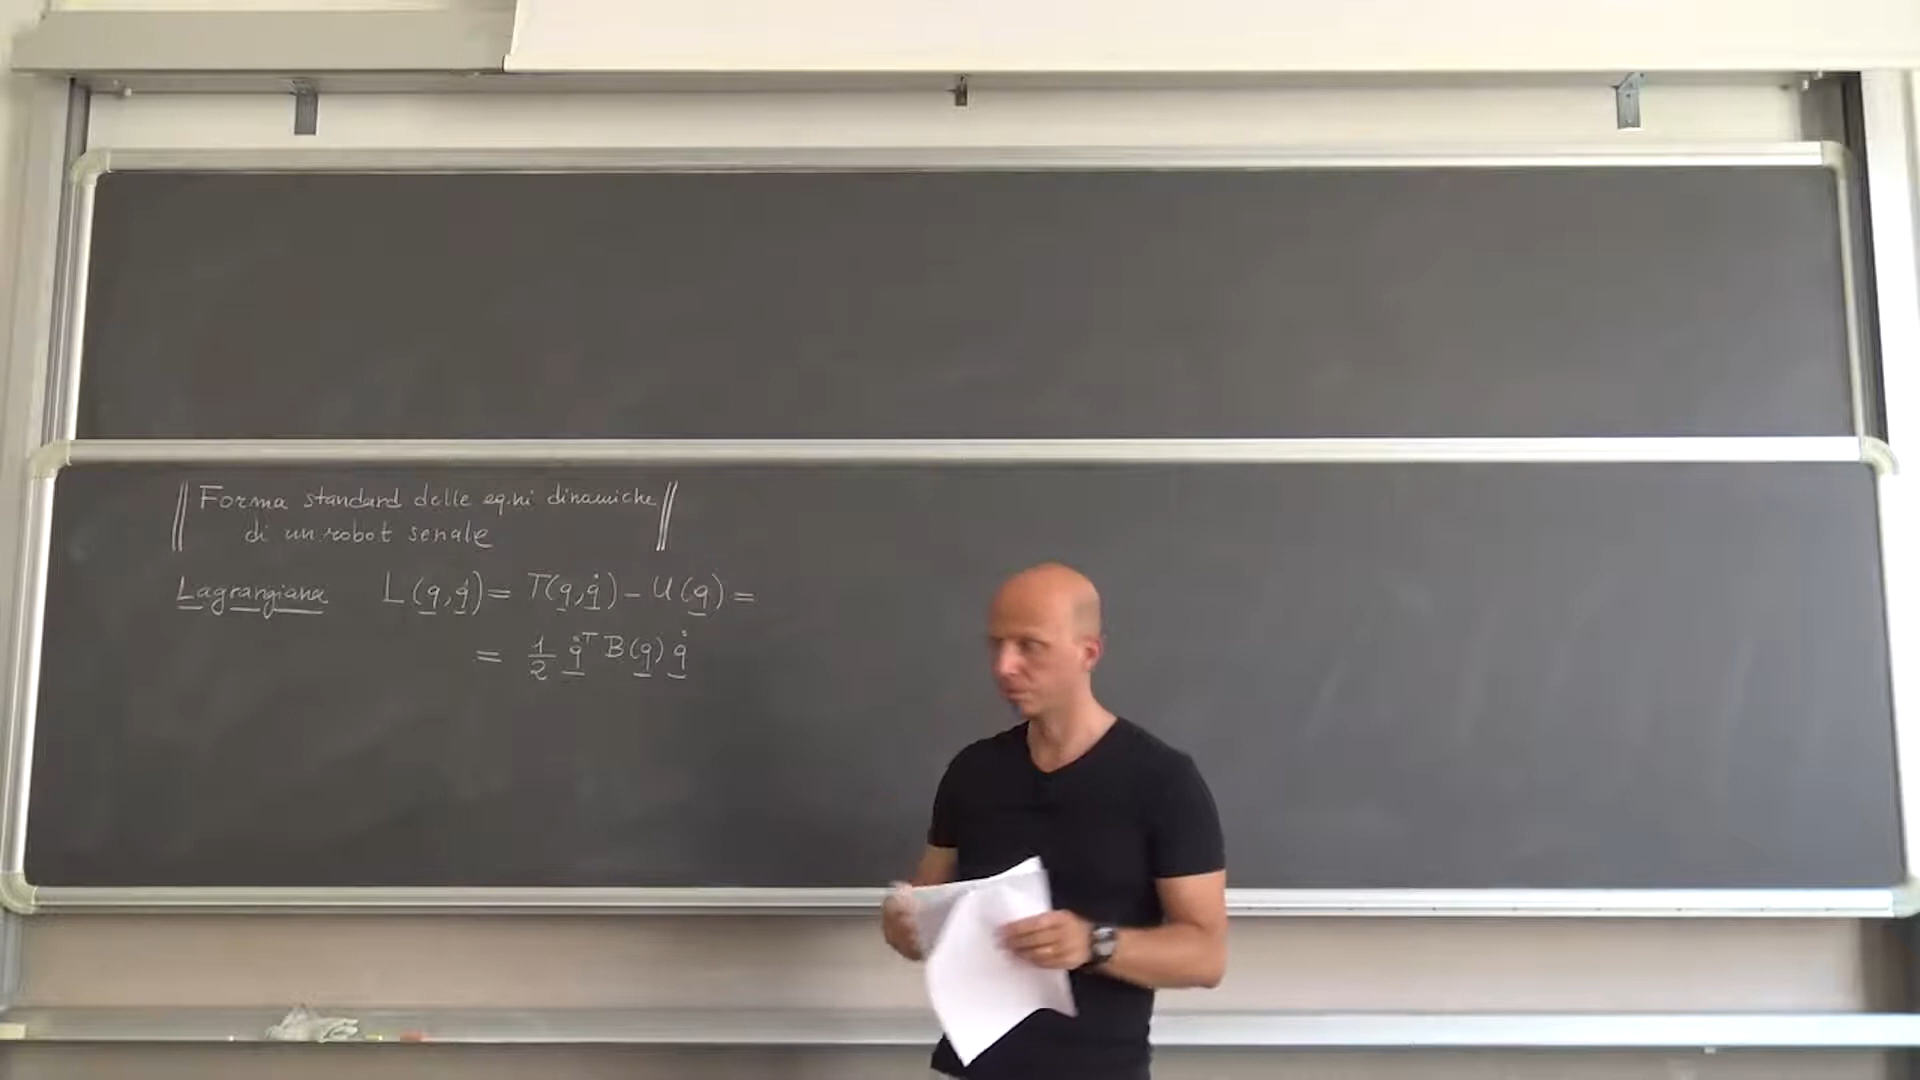 Forma standard delle eq.ni dinamiche
di un robot seriale
Lagrangiana L(q,q̇) = T(q,q̇) - U(q) =
= 1/2 q̇ᵀ B(q) q̇